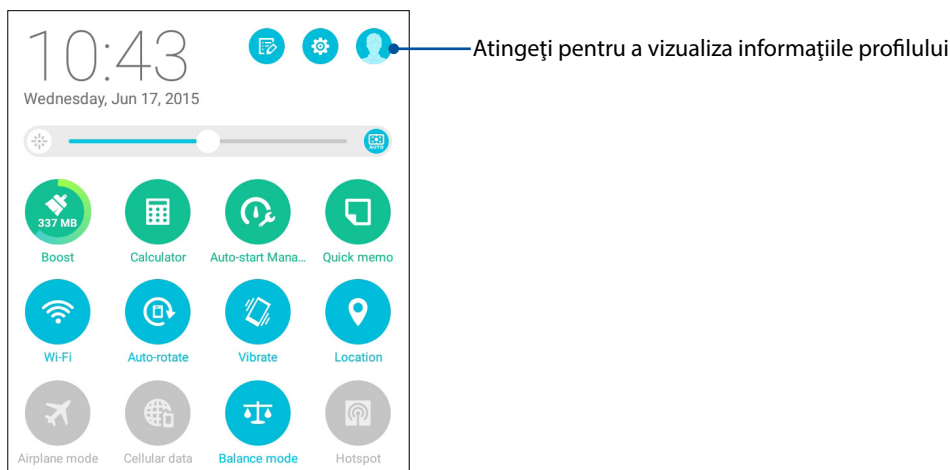 10:43
Wednesday, Jun 17, 2015
Atingeţi pentru a vizualiza informaţiile profilului
AUTO
337 MB
Boost
Calculator
Auto-start Mana...
Quick memo
Wi-Fi
Auto-rotate
Vibrate
Location
Airplane mode
Cellular data
Balance mode
Hotspot